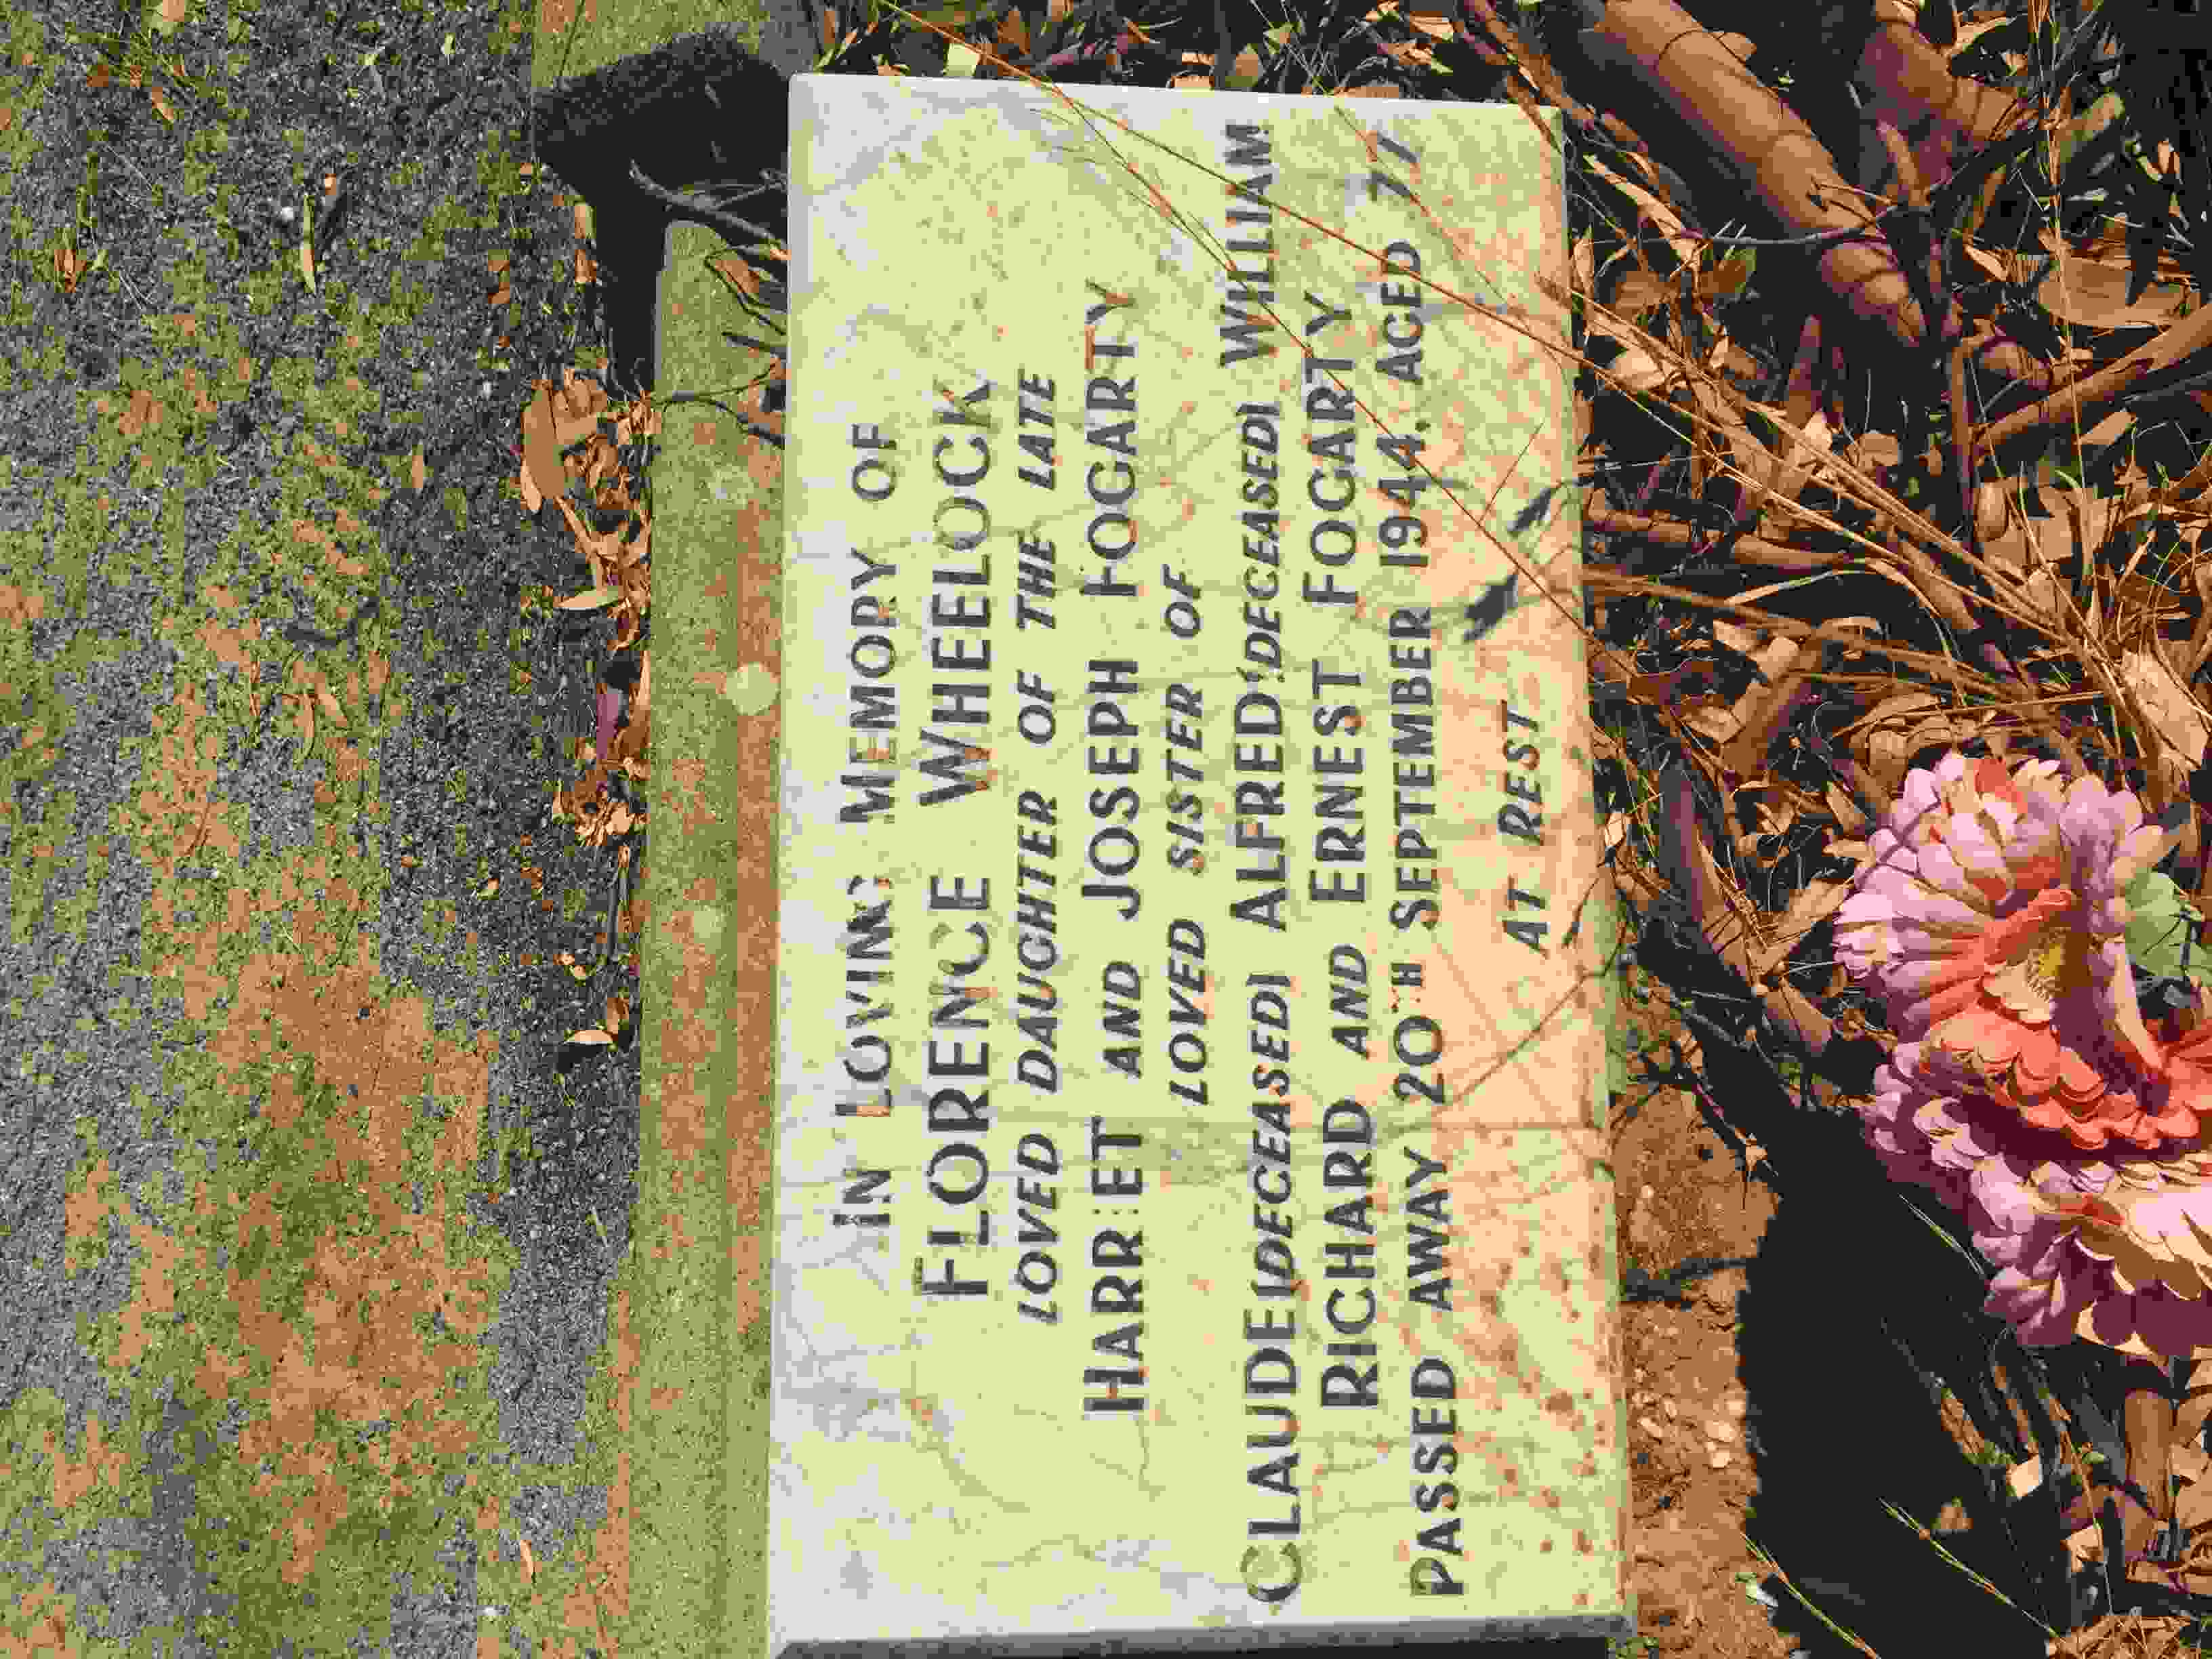 IN LOVING MEMORY OF
FLORENCE WHEELOCK
LOVED DAUGHTER OF THE LATE
HARRIET AND JOSEPH FOGARTY
LOVED SISTER OF
CLAUDE (DECEASED) ALFRED (DECEASED) WILLIAM
RICHARD AND ERNEST FOGARTY
PASSED AWAY 20TH SEPTEMBER 1944, AGED 71
AT REST